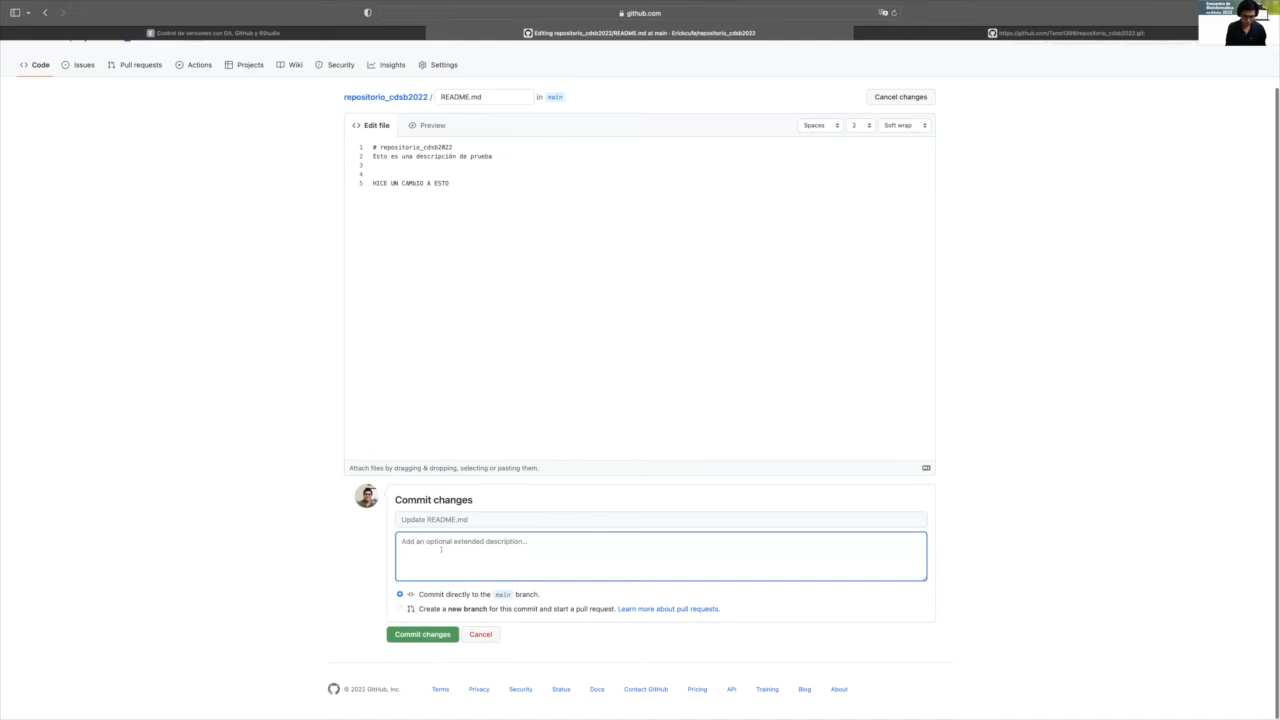 github.com
Control de versiones con Git, GitHub y RStudio
Editing repositorio_cdsb2022/README.md at main · Erickcufe/repositorio_cdsb2022
Encuentro de
Bioinformática
en México 2022
Code Issues Pull requests Actions Projects Wiki Security Insights Settings
repositorio_cdsb2022 / README.md in main Cancel changes
Edit file Preview Spaces 2 Soft wrap
1 # repositorio_cdsb2022
2 Esto es una descripción de prueba
3
4
5 HICE UN CAMbIO A ESTO
Attach files by dragging & dropping, selecting or pasting them.
Commit changes
Update README.md
Add an optional extended description...
Commit directly to the main branch.
Create a new branch for this commit and start a pull request. Learn more about pull requests.
Commit changes Cancel
© 2022 GitHub, Inc. Terms Privacy Security Status Docs Contact GitHub Pricing API Training Blog About